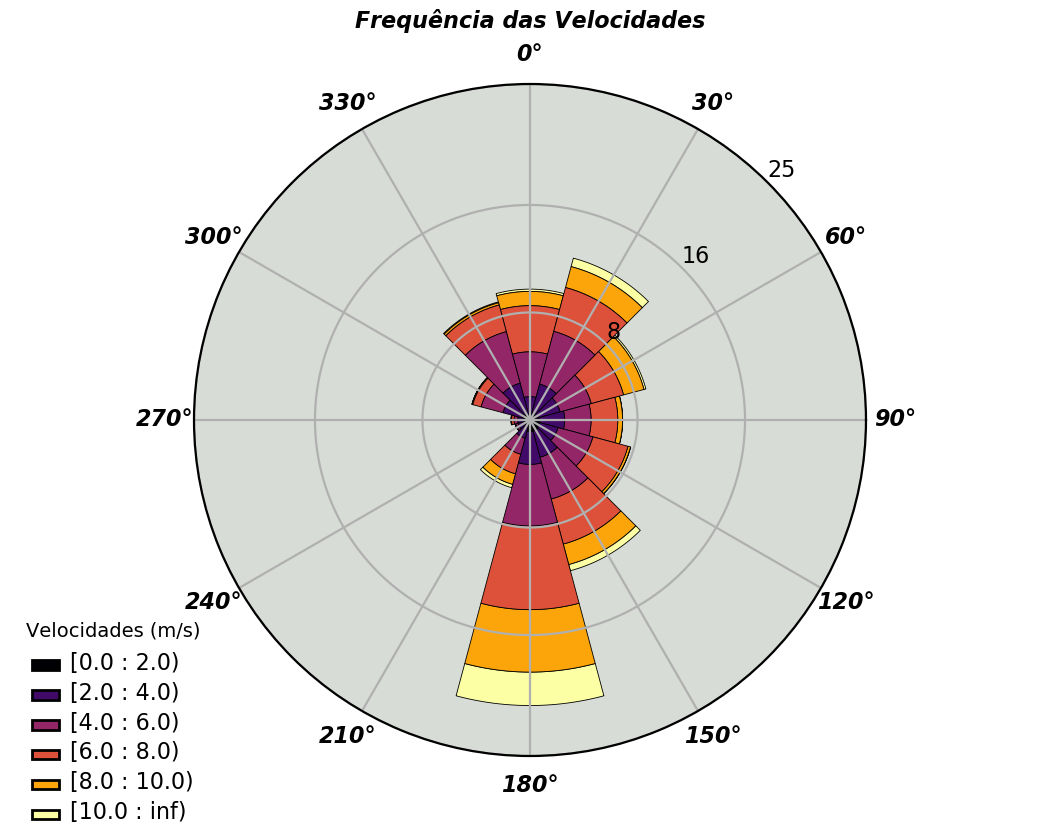 Frequência das Velocidades
0°
330°
30°
25
300°
60°
16
8
270°
90°
240°
120°
210°
150°
180°
Velocidades (m/s)
[0.0 : 2.0)
[2.0 : 4.0)
[4.0 : 6.0)
[6.0 : 8.0)
[8.0 : 10.0)
[10.0 : inf)